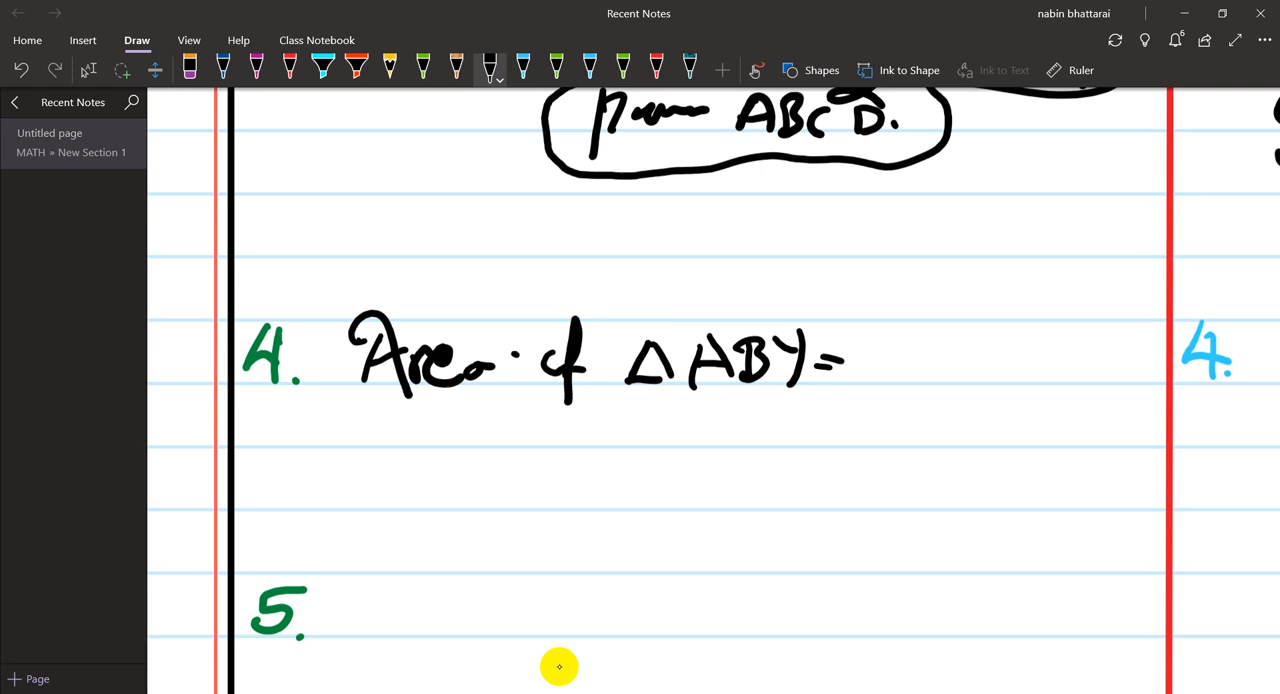 Recent Notes
nabin bhattarai
Home Insert Draw View Help Class Notebook
6
Shapes Ink to Shape Ink to Text Ruler
Recent Notes
Untitled page
MATH » New Section 1
ABCD.
4. Area of △ABY=
4.
5.
+ Page